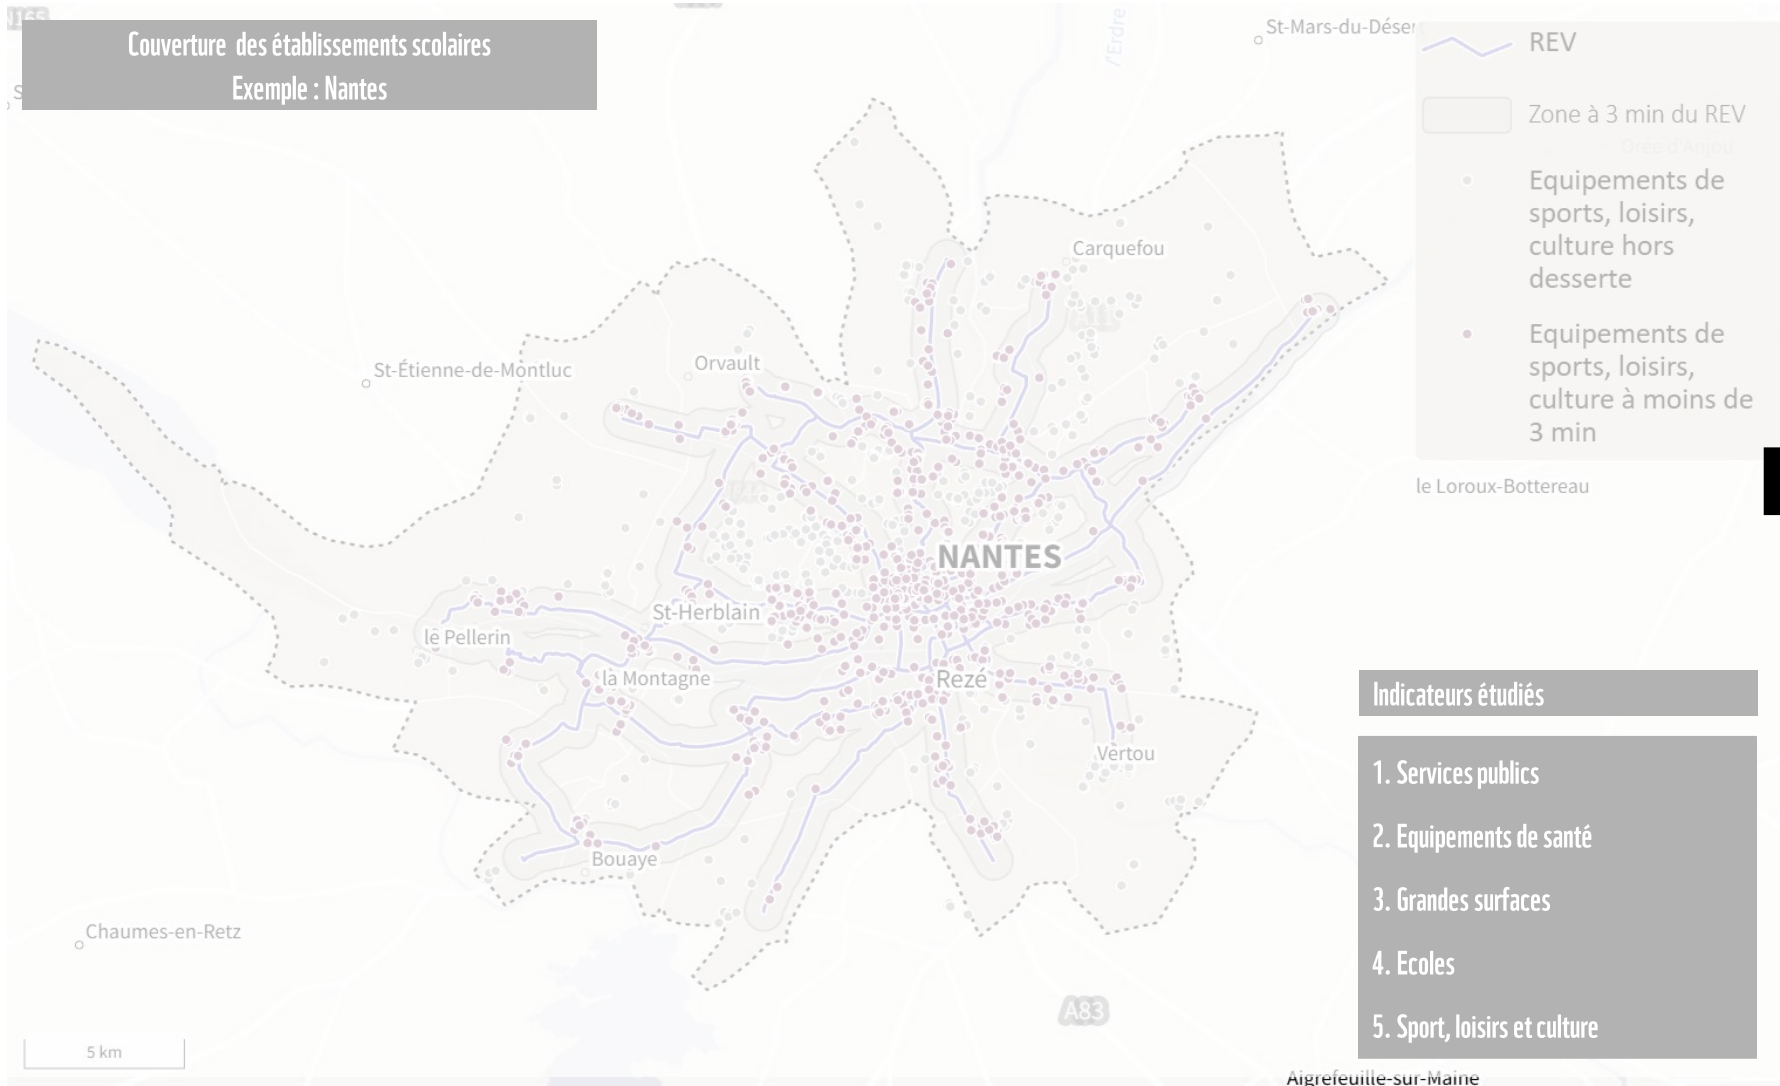 N165
Couverture des établissements scolaires
Exemple : Nantes
St-Mars-du-Déser
l'Erdre
REV
Zone à 3 min du REV
Orée d'Anjou
Equipements de
sports, loisirs,
culture hors
desserte
Equipements de
sports, loisirs,
culture à moins de
3 min
Carquefou
Orvault
St-Étienne-de-Montluc
le Loroux-Bottereau
NANTES
St-Herblain
le Pellerin
la Montagne
Rezé
Vertou
Bouaye
Chaumes-en-Retz
A83
5 km
Indicateurs étudiés
1. Services publics
2. Equipements de santé
3. Grandes surfaces
4. Ecoles
5. Sport, loisirs et culture
Aigrefeuille-sur-Maine